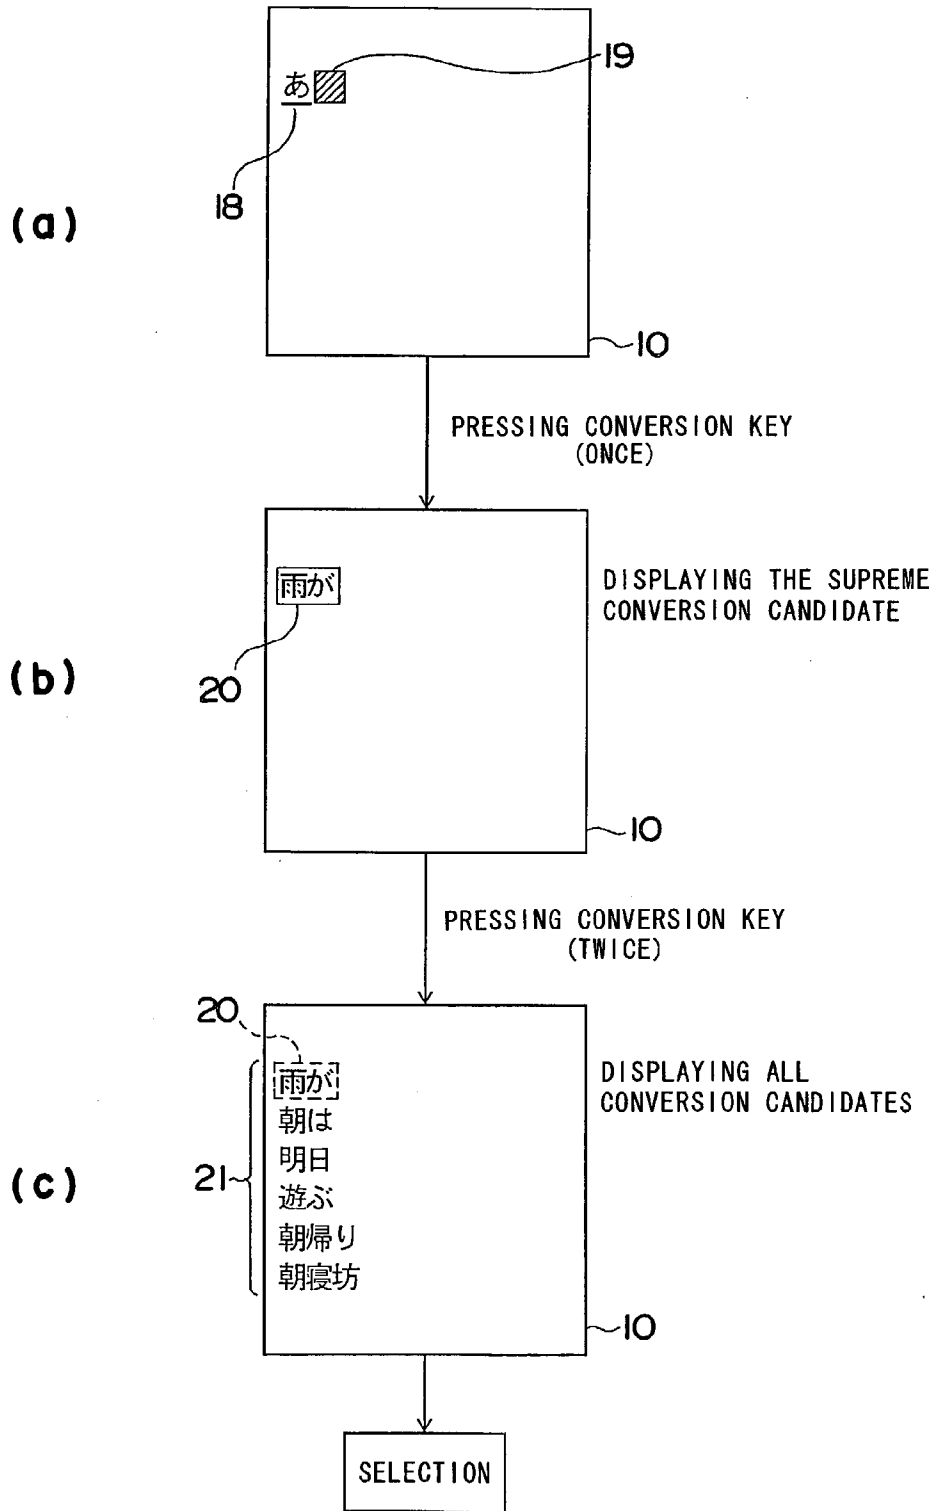 19
あ
18
(a)
10
PRESSING CONVERSION KEY
(ONCE)
雨が
DISPLAYING THE SUPREME
CONVERSION CANDIDATE
20
(b)
10
PRESSING CONVERSION KEY
(TWICE)
20
雨が
DISPLAYING ALL
CONVERSION CANDIDATES
朝は
明日
21
(c)
遊ぶ
朝帰り
朝寝坊
10
SELECTION